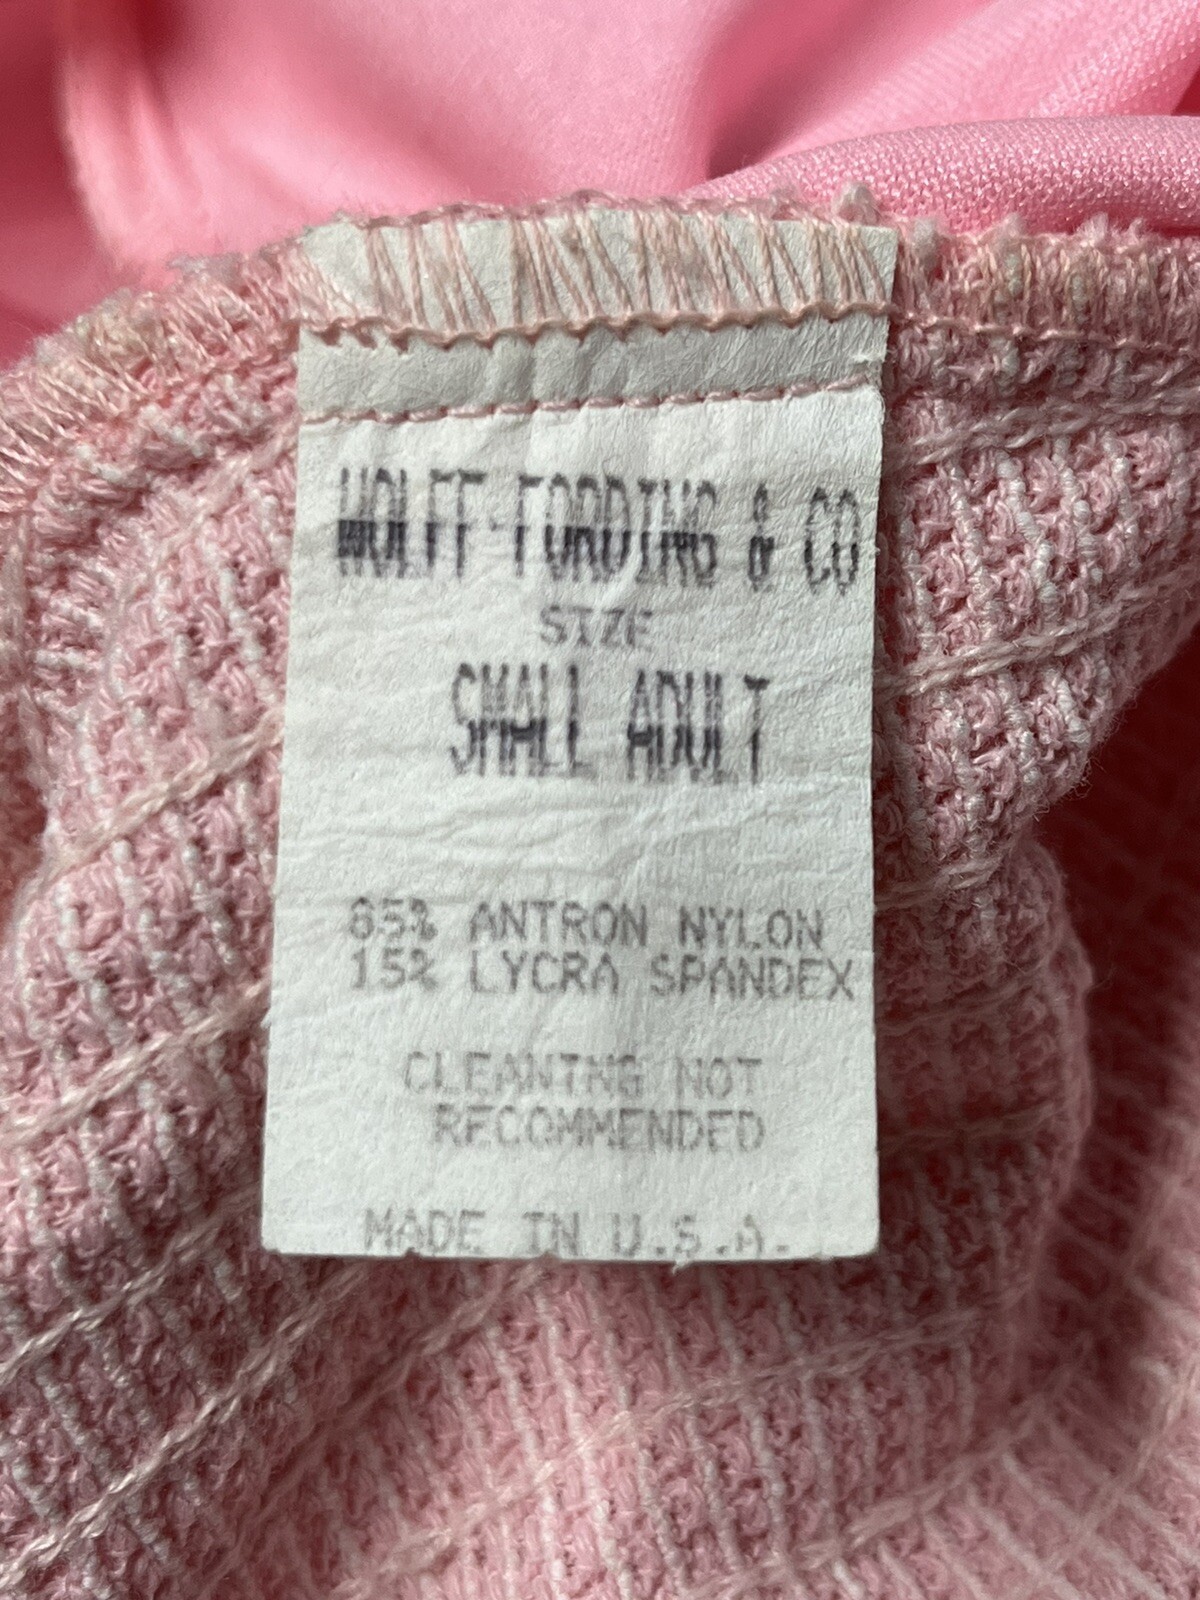 WOLFF-FORDING & CO
SIZE
SMALL ADULT
85% ANTRON NYLON
15% LYCRA SPANDEX
CLEANING NOT
RECOMMENDED
MADE IN U.S.A.